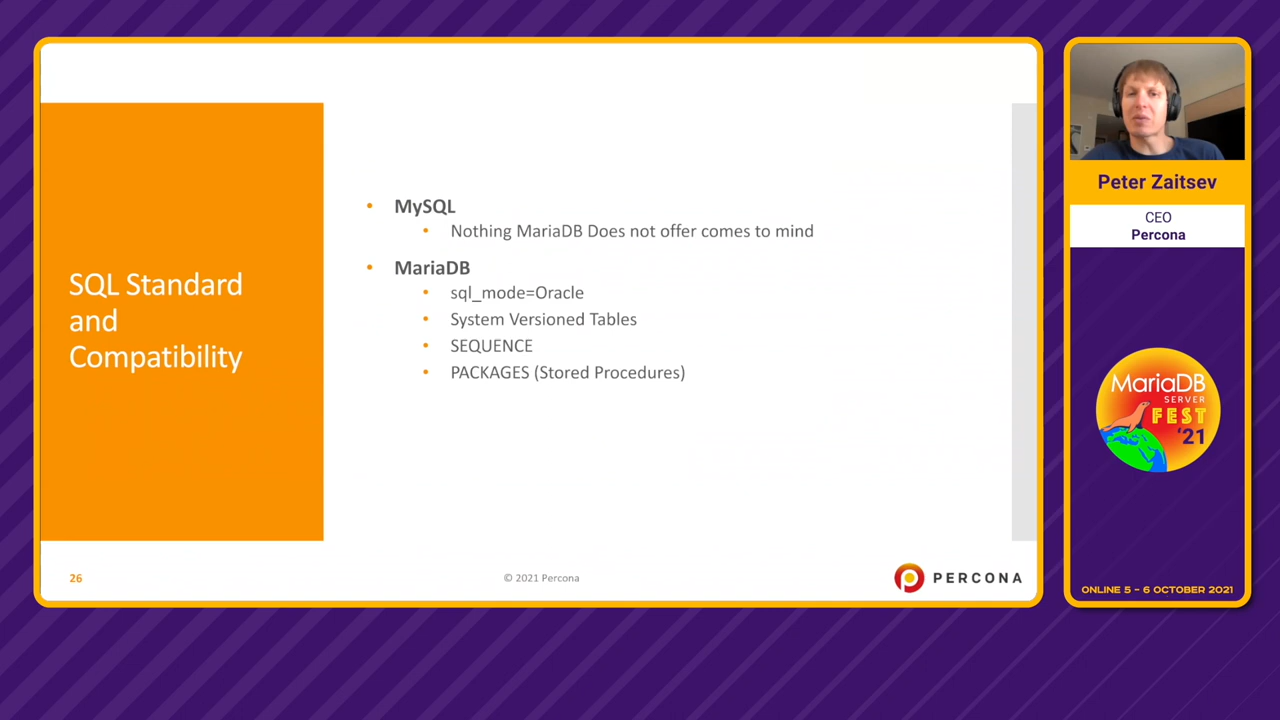 SQL Standard
and
Compatibility
• MySQL
• Nothing MariaDB Does not offer comes to mind
• MariaDB
• sql_mode=Oracle
• System Versioned Tables
• SEQUENCE
• PACKAGES (Stored Procedures)
26
© 2021 Percona
PERCONA
Peter Zaitsev
CEO
Percona
MariaDB
SERVER
FEST
'21
ONLINE 5 – 6 OCTOBER 2021